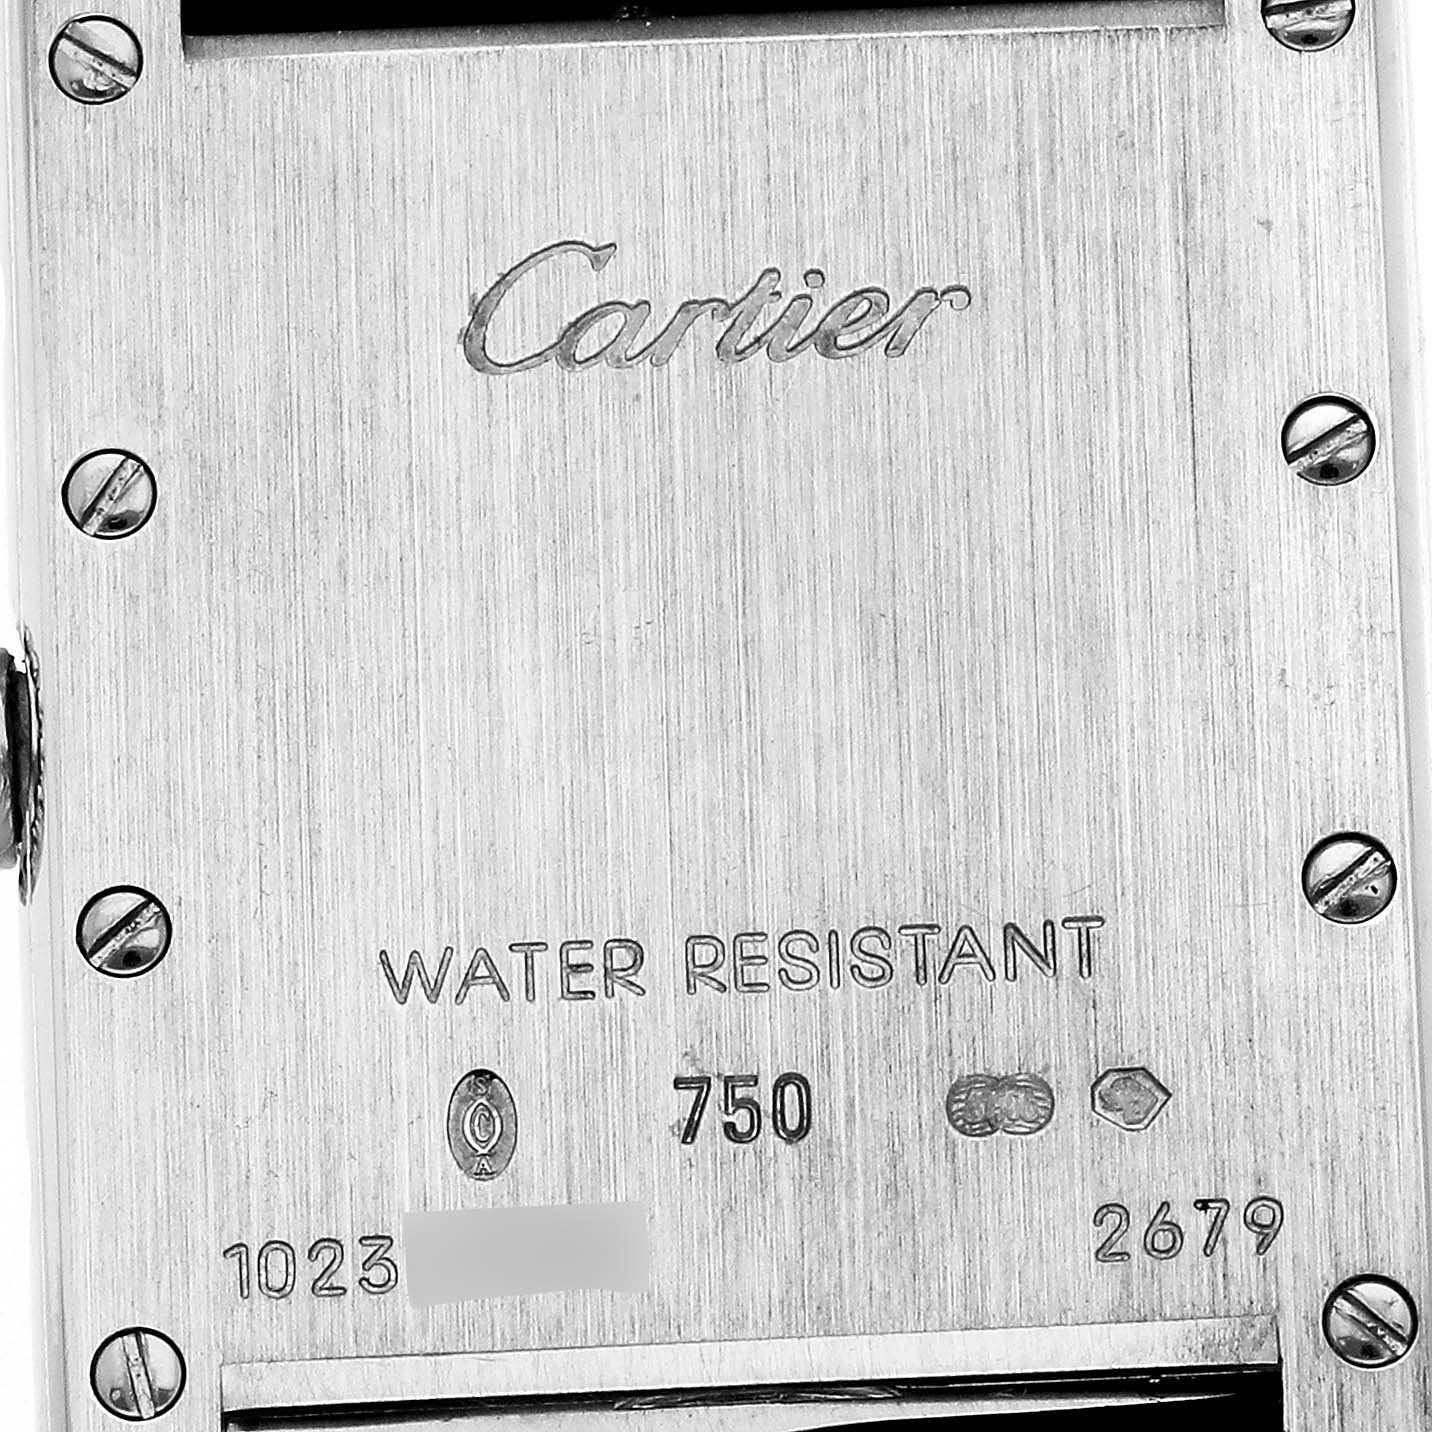 Cartier
WATER RESISTANT
S C A 750
1023 2679